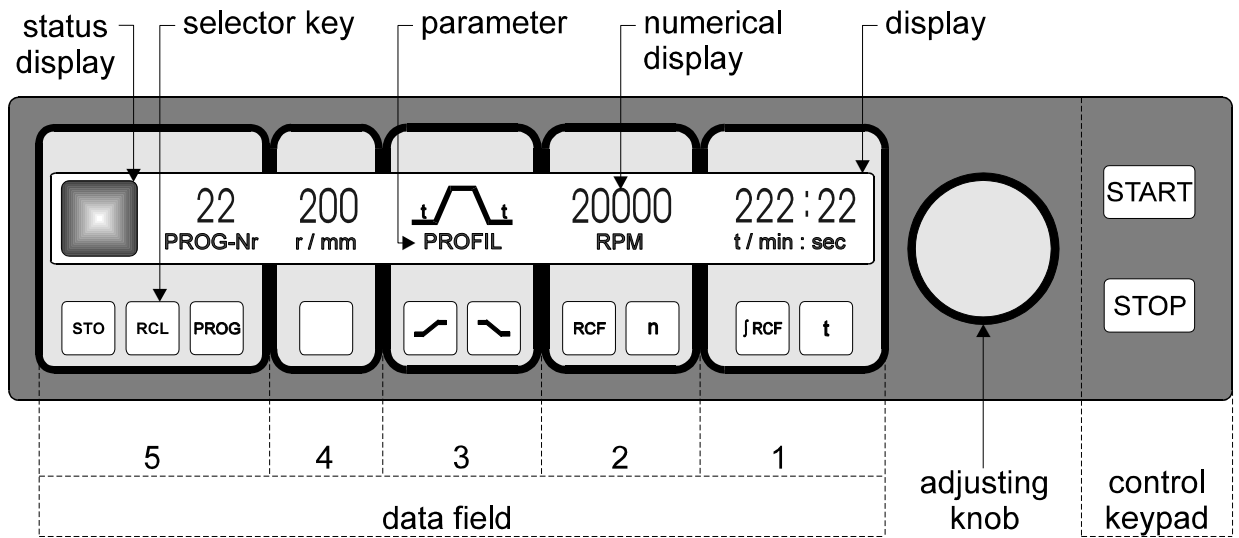 status
display
selector key
parameter
numerical
display
display
22
PROG-Nr
200
r / mm
t t
PROFIL
20000
RPM
222 : 22
t / min : sec
STO
RCL
PROG
RCF
n
∫ RCF
t
START
STOP
5
4
3
2
1
data field
adjusting
knob
control
keypad